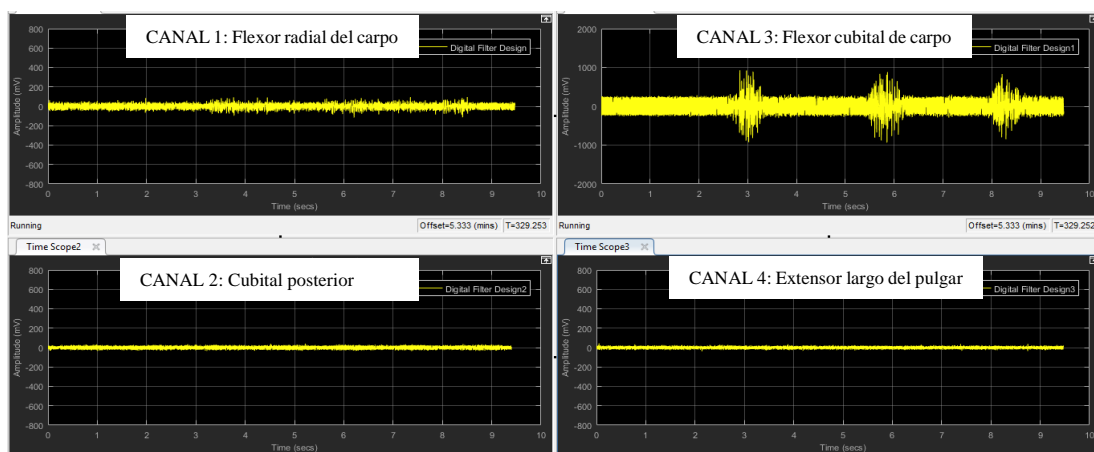 CANAL 1: Flexor radial del carpo
Digital Filter Design
Amplitude (mV)
800
600
400
200
0
-200
-400
-600
-800
0 1 2 3 4 5 6 7 8 9 10
Time (secs)
Running Offset=5.333 (mins) T=329.253
CANAL 3: Flexor cubital de carpo
Digital Filter Design1
Amplitude (mV)
2000
1000
0
-1000
-2000
0 1 2 3 4 5 6 7 8 9 10
Time (secs)
Running Offset=5.333 (mins) T=329.252
Time Scope2
CANAL 2: Cubital posterior
Digital Filter Design2
Amplitude (mV)
800
600
400
200
0
-200
-400
-600
-800
0 1 2 3 4 5 6 7 8 9 10
Time (secs)
Time Scope3
CANAL 4: Extensor largo del pulgar
Digital Filter Design3
Amplitude (mV)
800
600
400
200
0
-200
-400
-600
-800
0 1 2 3 4 5 6 7 8 9 10
Time (secs)